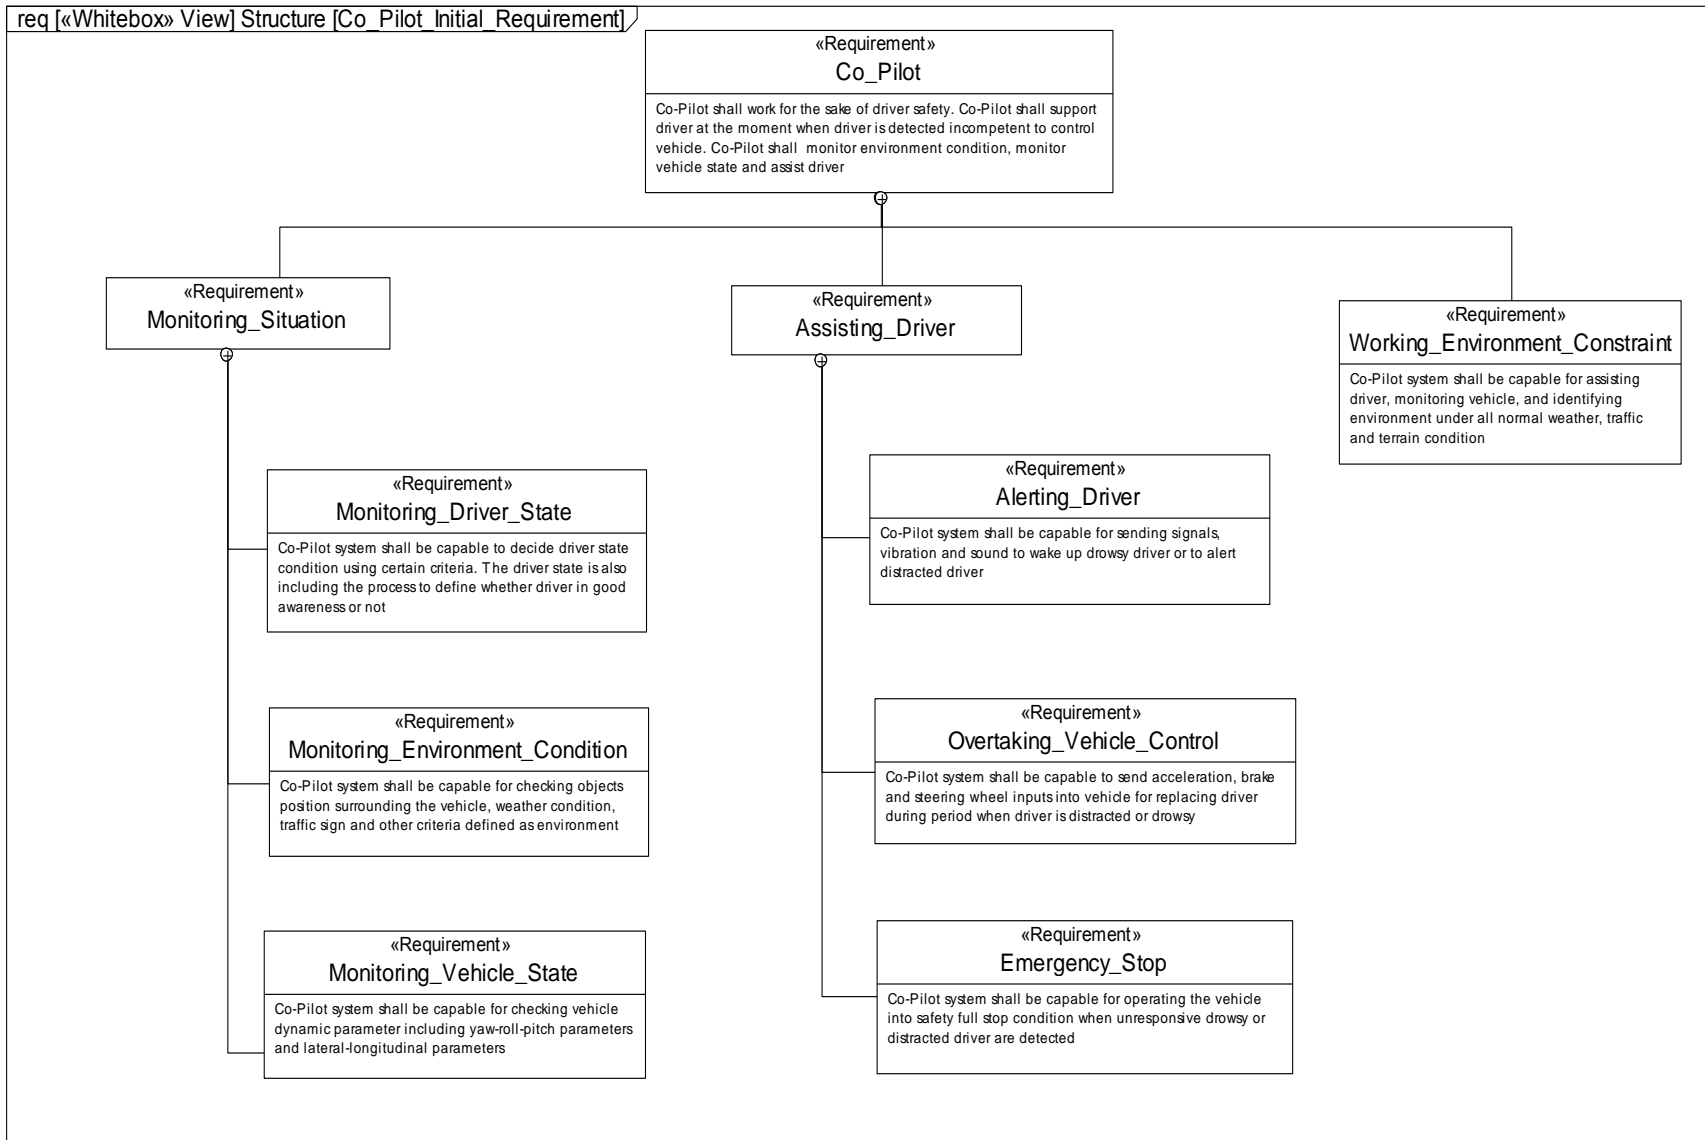 req [«Whitebox» View] Structure [Co_Pilot_Initial_Requirement]
«Requirement»
Co_Pilot
Co-Pilot shall work for the sake of driver safety. Co-Pilot shall support
driver at the moment when driver is detected incompetent to control
vehicle. Co-Pilot shall monitor environment condition, monitor
vehicle state and assist driver
«Requirement»
Monitoring_Situation
«Requirement»
Assisting_Driver
«Requirement»
Working_Environment_Constraint
Co-Pilot system shall be capable for assisting
driver, monitoring vehicle, and identifying
environment under all normal weather, traffic
and terrain condition
«Requirement»
Monitoring_Driver_State
Co-Pilot system shall be capable to decide driver state
condition using certain criteria. The driver state is also
including the process to define whether driver in good
awareness or not
«Requirement»
Alerting_Driver
Co-Pilot system shall be capable for sending signals,
vibration and sound to wake up drowsy driver or to alert
distracted driver
«Requirement»
Monitoring_Environment_Condition
Co-Pilot system shall be capable for checking objects
position surrounding the vehicle, weather condition,
traffic sign and other criteria defined as environment
«Requirement»
Overtaking_Vehicle_Control
Co-Pilot system shall be capable to send acceleration, brake
and steering wheel inputs into vehicle for replacing driver
during period when driver is distracted or drowsy
«Requirement»
Monitoring_Vehicle_State
Co-Pilot system shall be capable for checking vehicle
dynamic parameter including yaw-roll-pitch parameters
and lateral-longitudinal parameters
«Requirement»
Emergency_Stop
Co-Pilot system shall be capable for operating the vehicle
into safety full stop condition when unresponsive drowsy or
distracted driver are detected